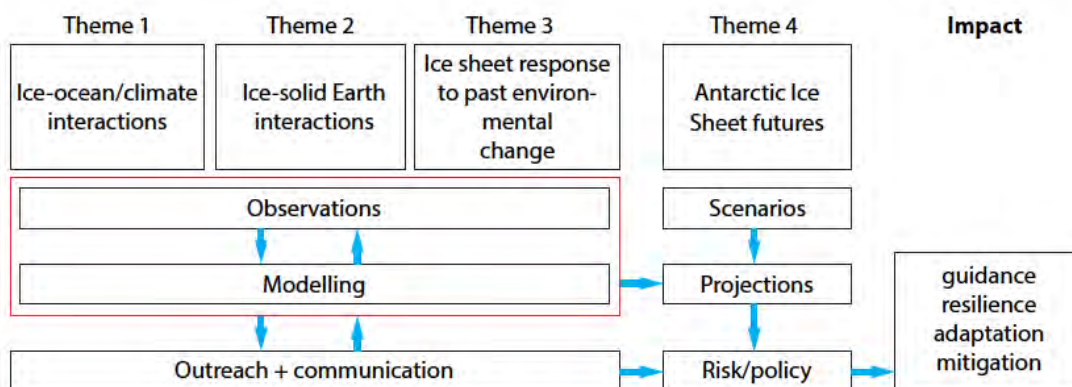 Theme 1
Theme 2
Theme 3
Theme 4
Impact
Ice-ocean/climate
interactions
Ice-solid Earth
interactions
Ice sheet response
to past environ-
mental
change
Antarctic Ice
Sheet futures
Observations
Scenarios
Modelling
Projections
Outreach + communication
Risk/policy
guidance
resilience
adaptation
mitigation